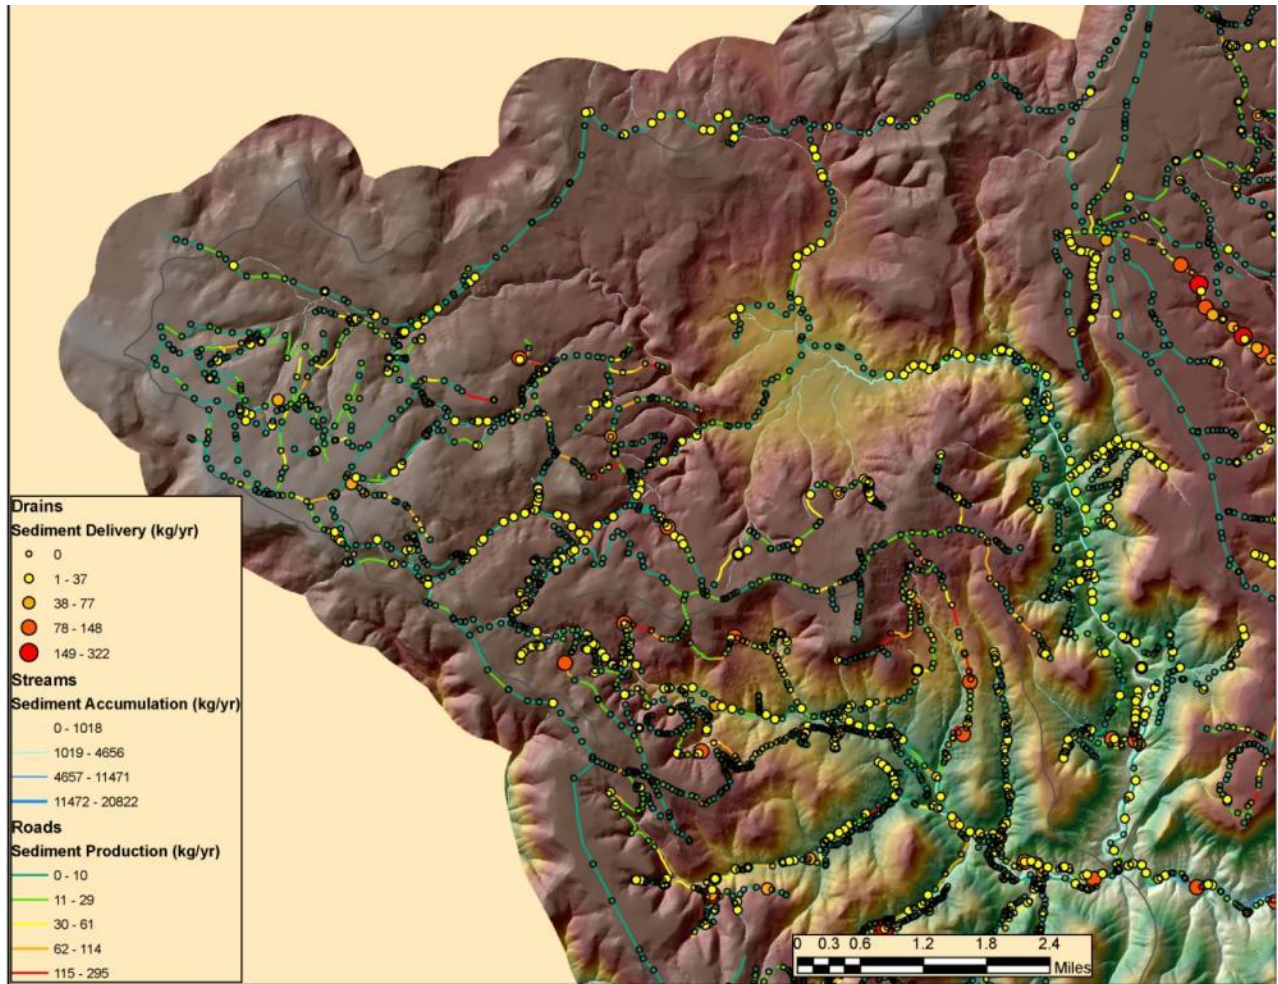 Drains
Sediment Delivery (kg/yr)
0
1 - 37
38 - 77
78 - 148
149 - 322
Streams
Sediment Accumulation (kg/yr)
0 - 1018
1019 - 4656
4657 - 11471
11472 - 20822
Roads
Sediment Production (kg/yr)
0 - 10
11 - 29
30 - 61
62 - 114
115 - 295
0 0.3 0.6 1.2 1.8 2.4
Miles